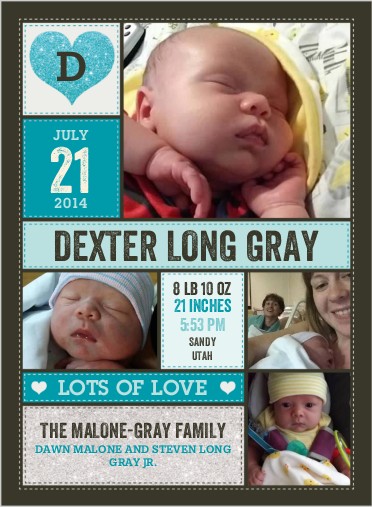 D
JULY
21
2014
DEXTER LONG GRAY
8 LB 10 OZ
21 INCHES
5:53 PM
SANDY
UTAH
LOTS OF LOVE
THE MALONE-GRAY FAMILY
DAWN MALONE AND STEVEN LONG
GRAY JR.